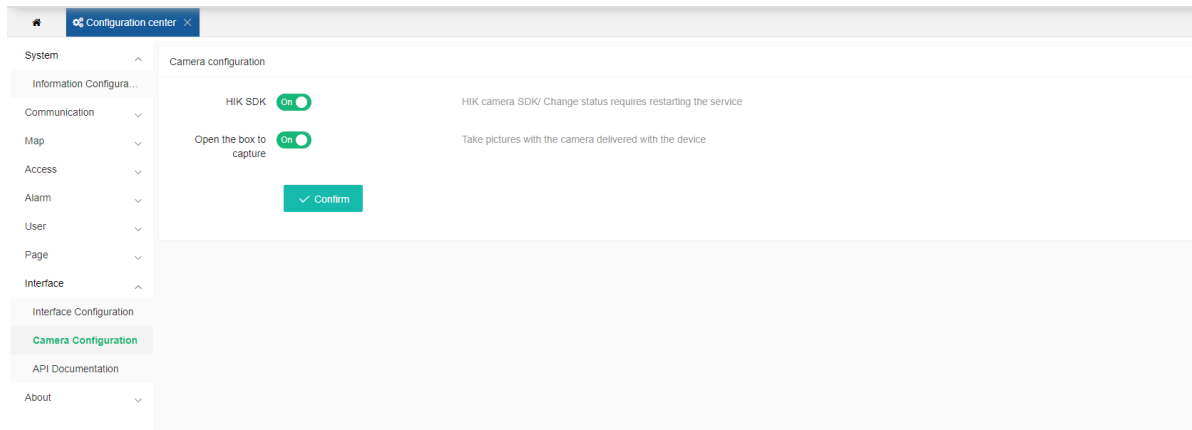 Configuration center
System
Information Configura...
Communication
Map
Access
Alarm
User
Page
Interface
Interface Configuration
Camera Configuration
API Documentation
About
Camera configuration
HIK SDK On HIK camera SDK/ Change status requires restarting the service
Open the box to On Take pictures with the camera delivered with the device
capture
Confirm